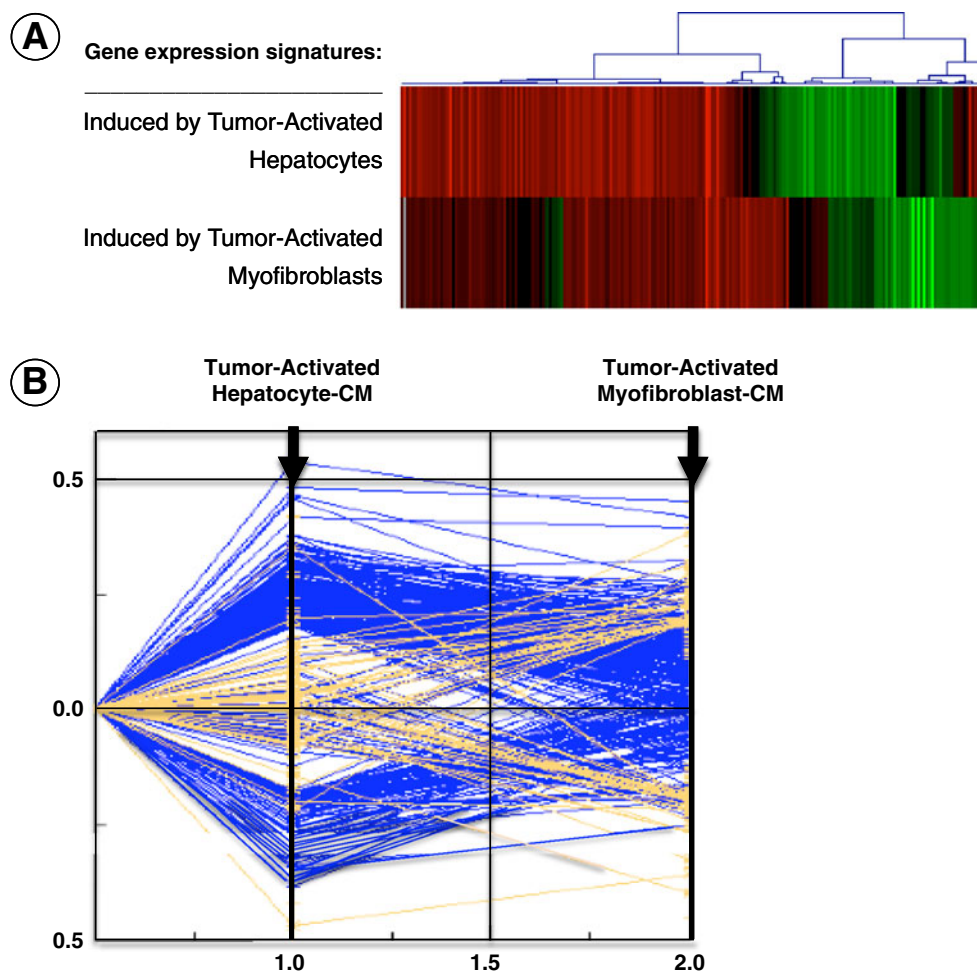 A
Gene expression signatures:
Induced by Tumor-Activated
Hepatocytes
Induced by Tumor-Activated
Myofibroblasts
B
Tumor-Activated
Hepatocyte-CM
Tumor-Activated
Myofibroblast-CM
0.5
0.0
0.5
1.0
1.5
2.0